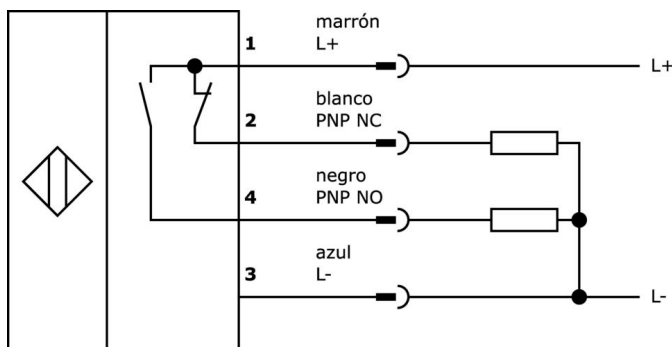 marrón
1
L+
L+
blanco
2
PNP NC
negro
4
PNP NO
azul
3
L-
L-